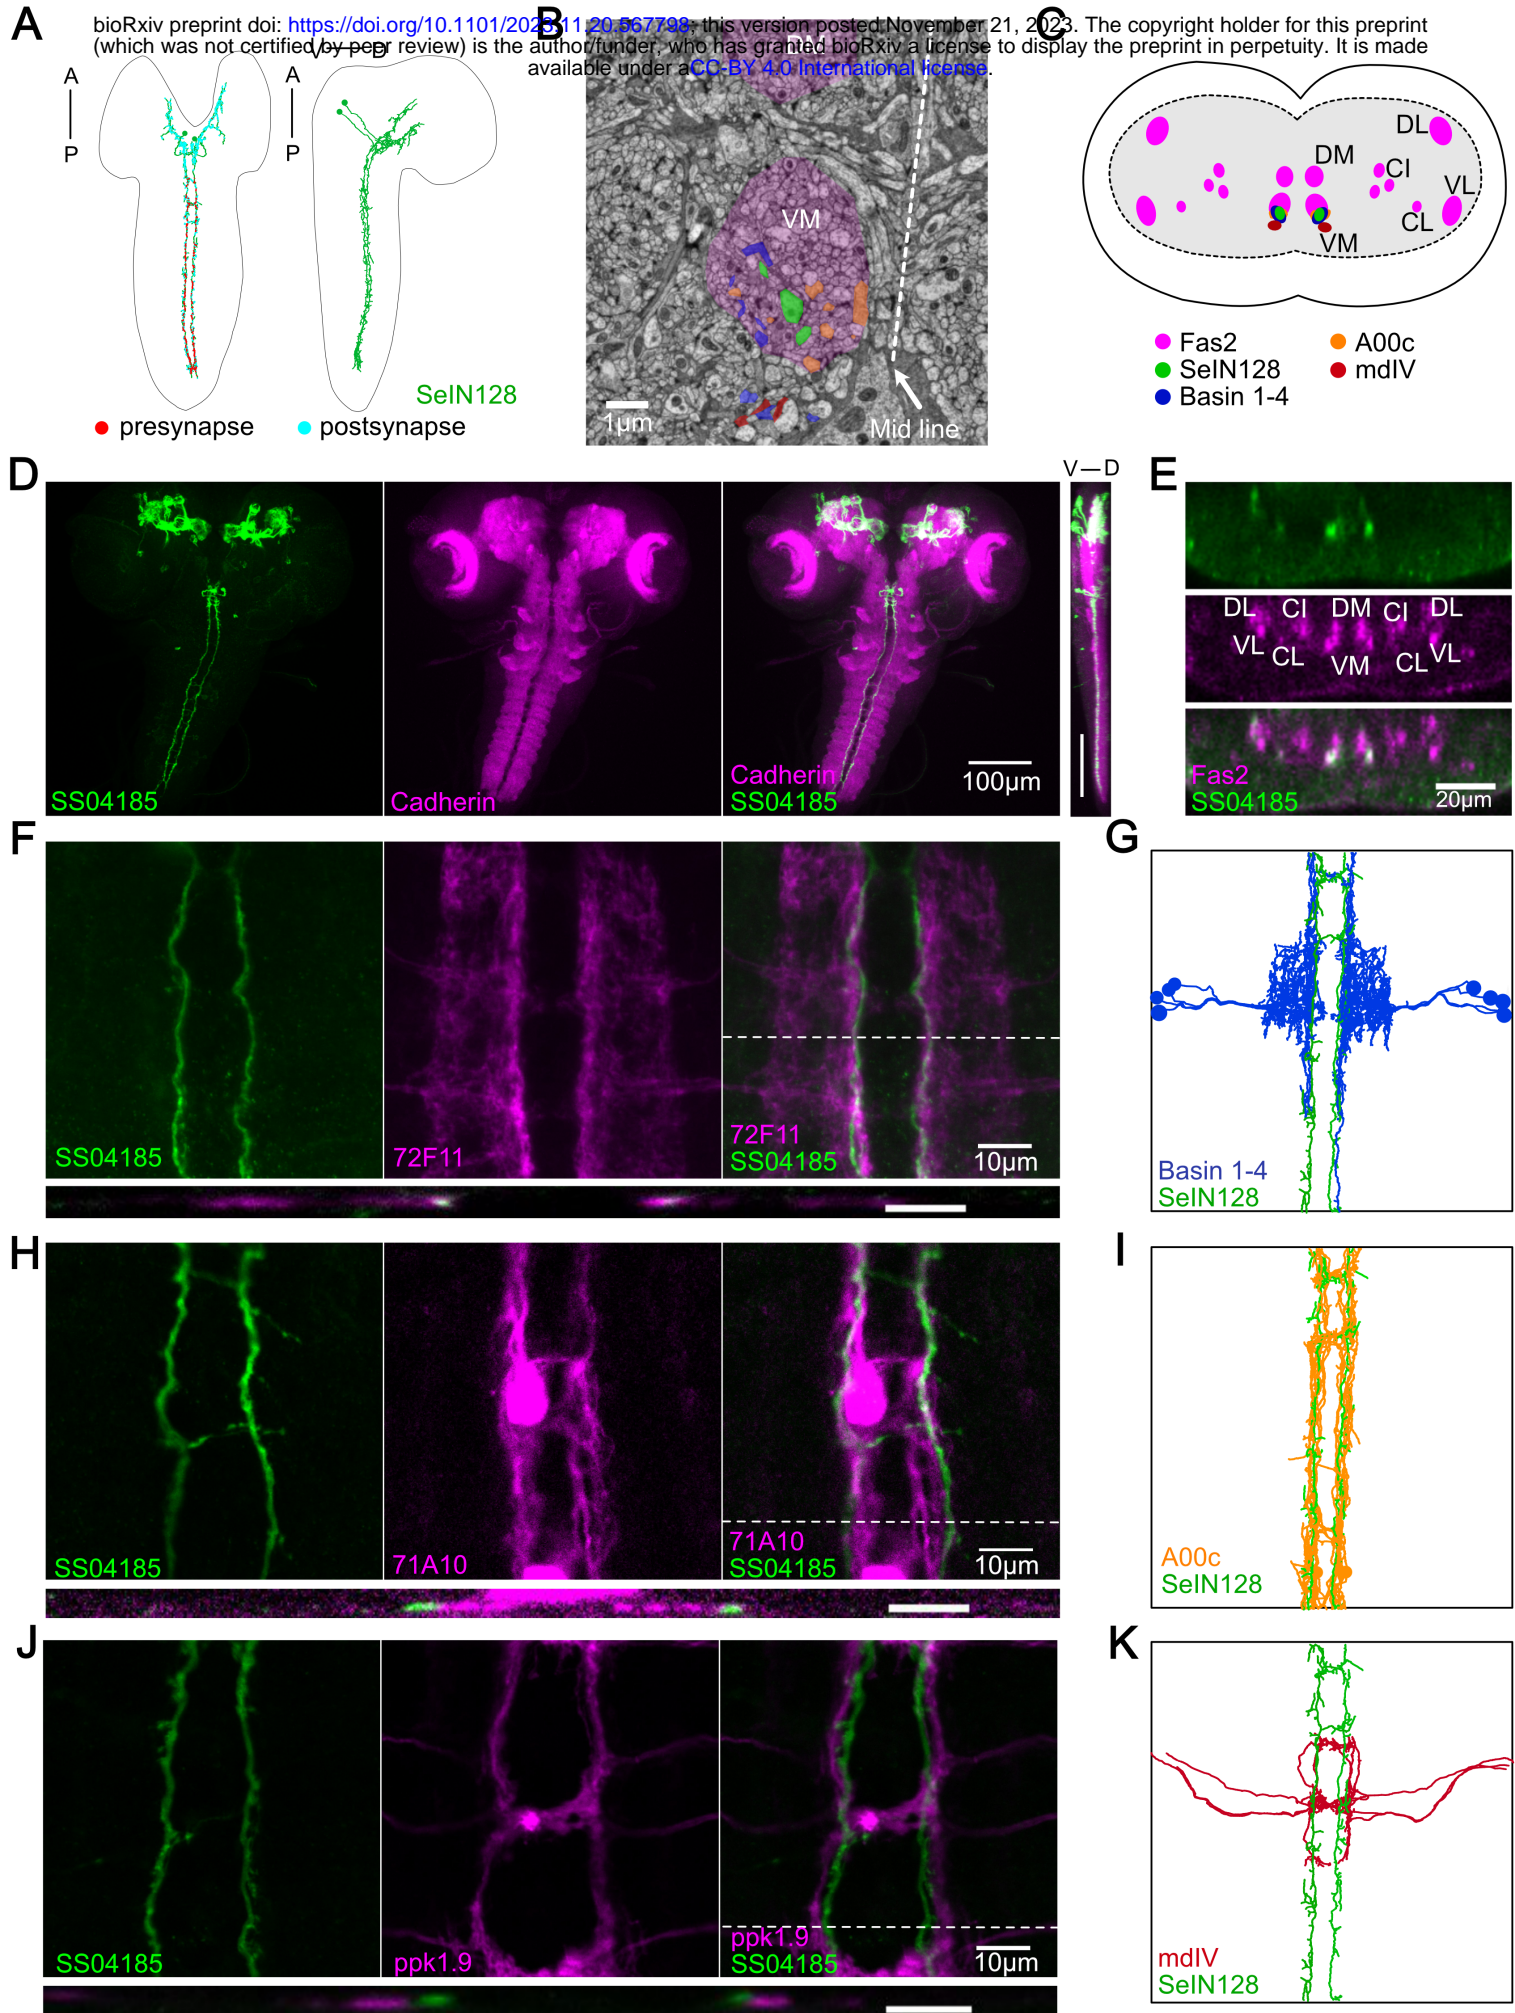 A
bioRxiv preprint doi: https://doi.org/10.1101/2023.11.20.567798; this version posted November 21, 2023. The copyright holder for this preprint
(which was not certified by peer review) is the author/funder, who has granted bioRxiv a license to display the preprint in perpetuity. It is made
available under aCC-BY 4.0 International license.
A
P
V D
A
P
SeIN128
presynapse
postsynapse
B
DM
VM
1µm
Mid line
C
DL
DM
CI
VL
CL
VM
Fas2
SeIN128
Basin 1-4
A00c
mdIV
D
SS04185
Cadherin
Cadherin
SS04185
100µm
V D
E
DL CI DM CI DL
VL CL VM CL VL
Fas2
SS04185
20µm
F
SS04185
72F11
72F11
SS04185
10µm
G
Basin 1-4
SeIN128
H
SS04185
71A10
71A10
SS04185
10µm
I
A00c
SeIN128
J
SS04185
ppk1.9
ppk1.9
SS04185
10µm
K
mdIV
SeIN128